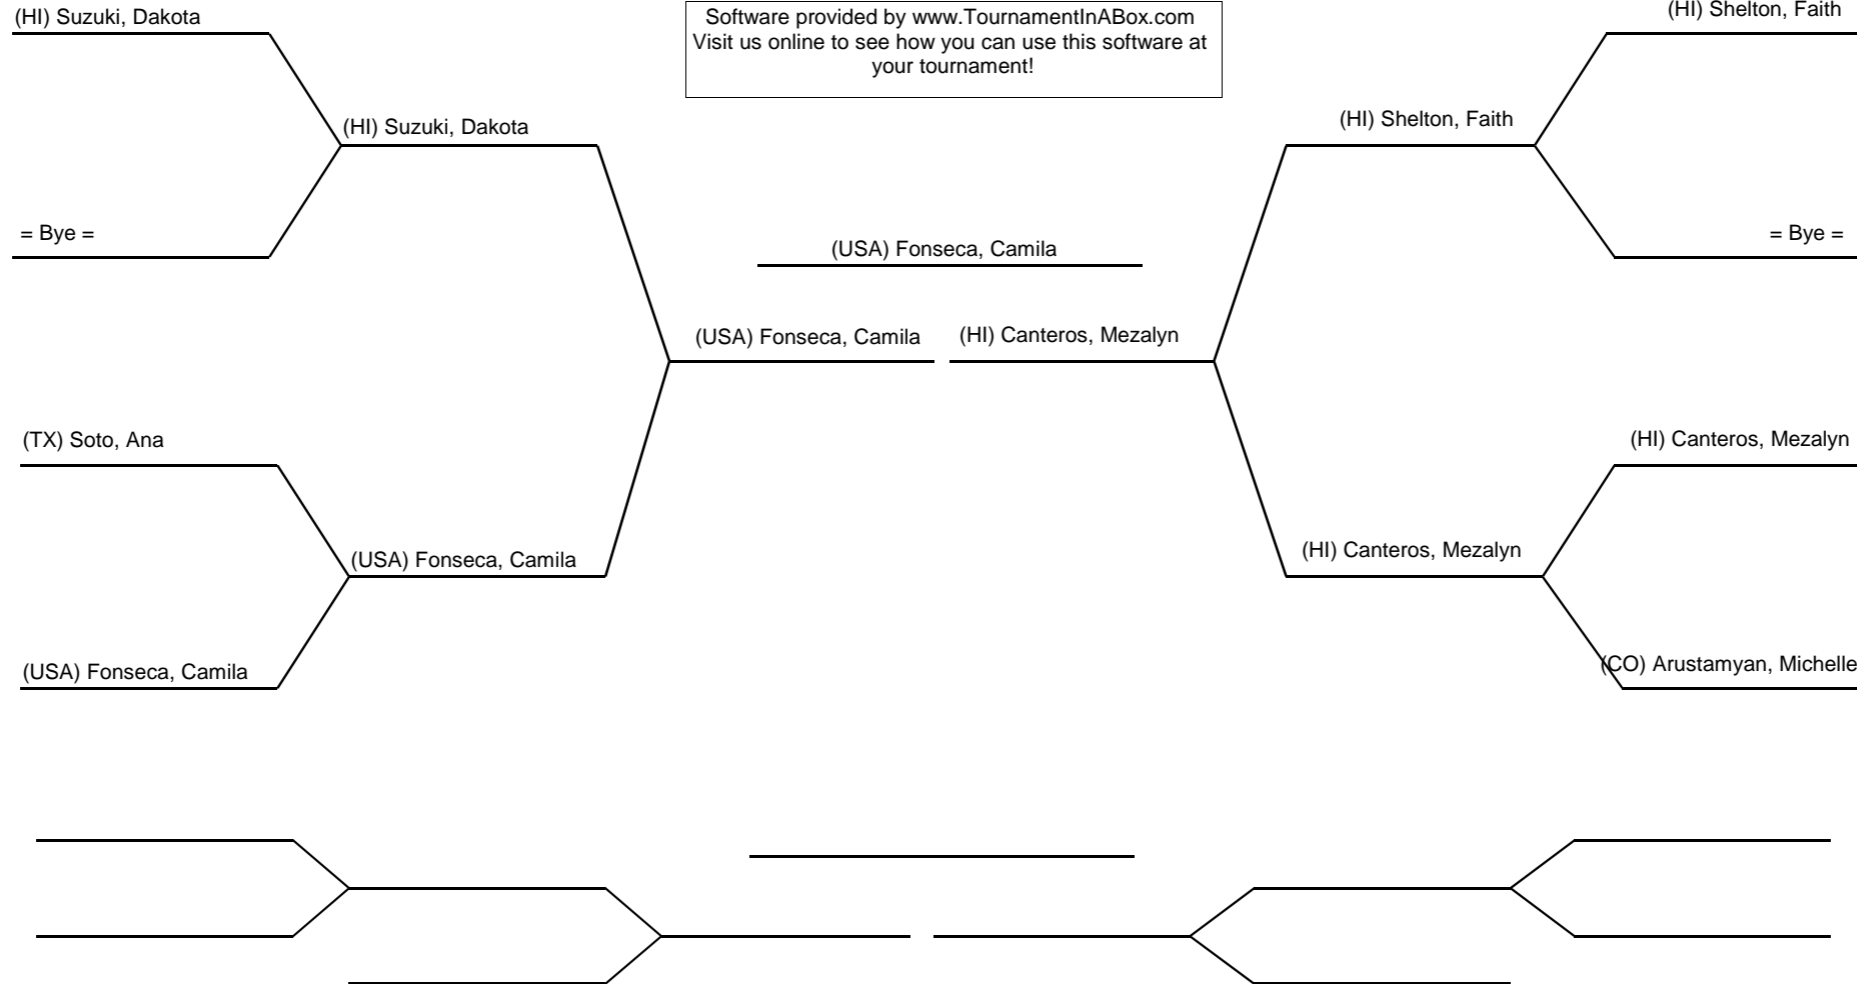 (HI) Suzuki, Dakota
Software provided by www.TournamentInABox.com
Visit us online to see how you can use this software at
your tournament!
(HI) Shelton, Faith
(HI) Suzuki, Dakota
(HI) Shelton, Faith
= Bye =
= Bye =
(USA) Fonseca, Camila
(USA) Fonseca, Camila
(HI) Canteros, Mezalyn
(TX) Soto, Ana
(HI) Canteros, Mezalyn
(USA) Fonseca, Camila
(HI) Canteros, Mezalyn
(USA) Fonseca, Camila
(CO) Arustamyan, Michelle